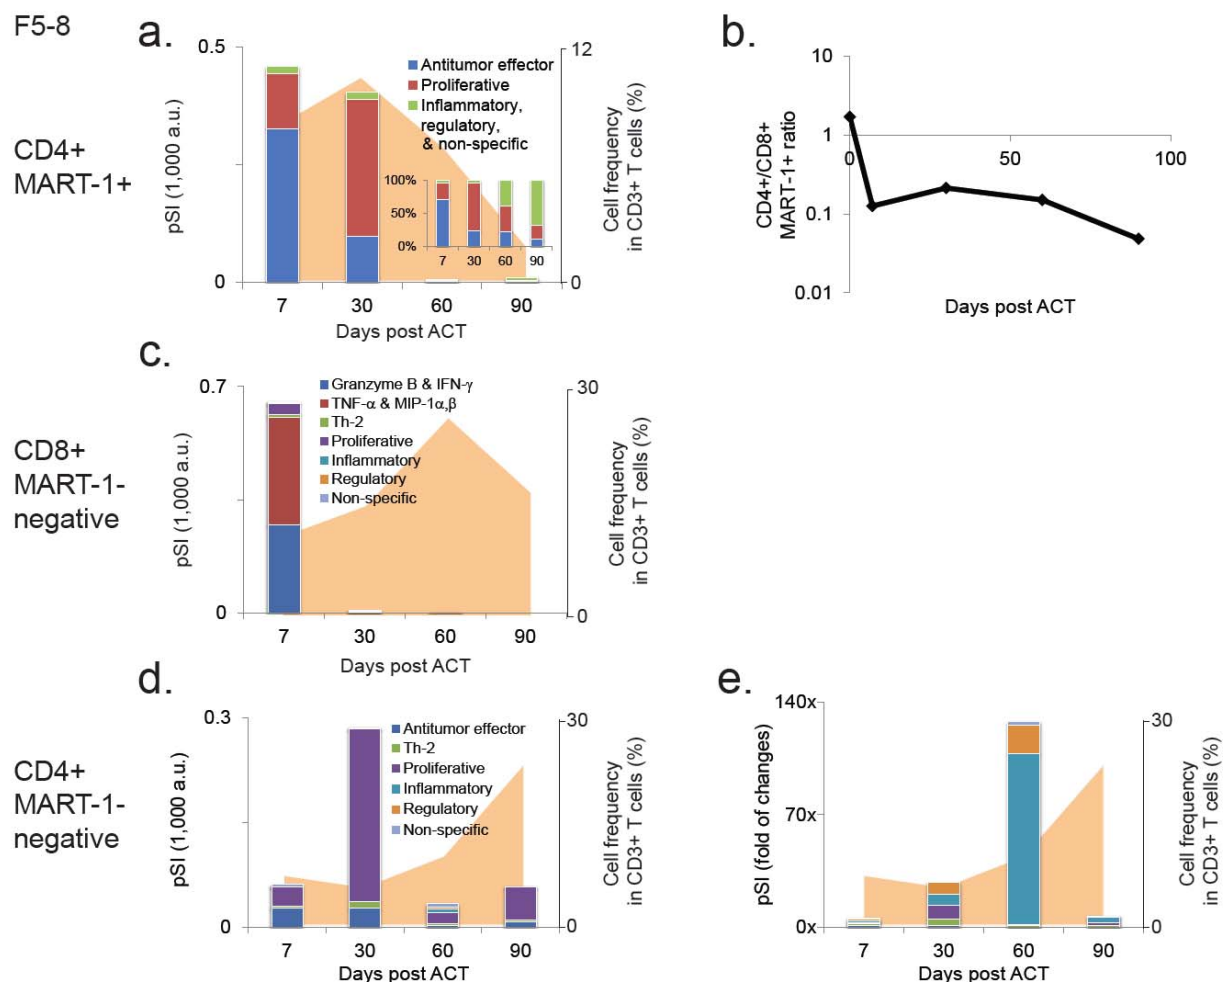 F5-8
a.
b.
CD4+
MART-1+
pSI (1,000 a.u.)
0.5
0
12
0
Cell frequency
in CD3+ T cells (%)
Antitumor effector
Proliferative
Inflammatory,
regulatory,
& non-specific
100%
50%
0%
7 30 60 90
7 30 60 90
Days post ACT
CD4+/CD8+
MART-1+ ratio
10
1
0.1
0.01
0 50 100
Days post ACT
c.
CD8+
MART-1-
negative
pSI (1,000 a.u.)
0.7
0
30
0
Cell frequency
in CD3+ T cells (%)
Granzyme B & IFN-γ
TNF-α & MIP-1α,β
Th-2
Proliferative
Inflammatory
Regulatory
Non-specific
7 30 60 90
Days post ACT
d.
e.
CD4+
MART-1-
negative
pSI (1,000 a.u.)
0.3
0
30
0
Cell frequency
in CD3+ T cells (%)
Antitumor effector
Th-2
Proliferative
Inflammatory
Regulatory
Non-specific
7 30 60 90
Days post ACT
pSI (fold of changes)
140x
70x
0x
30
0
Cell frequency
in CD3+ T cells (%)
7 30 60 90
Days post ACT